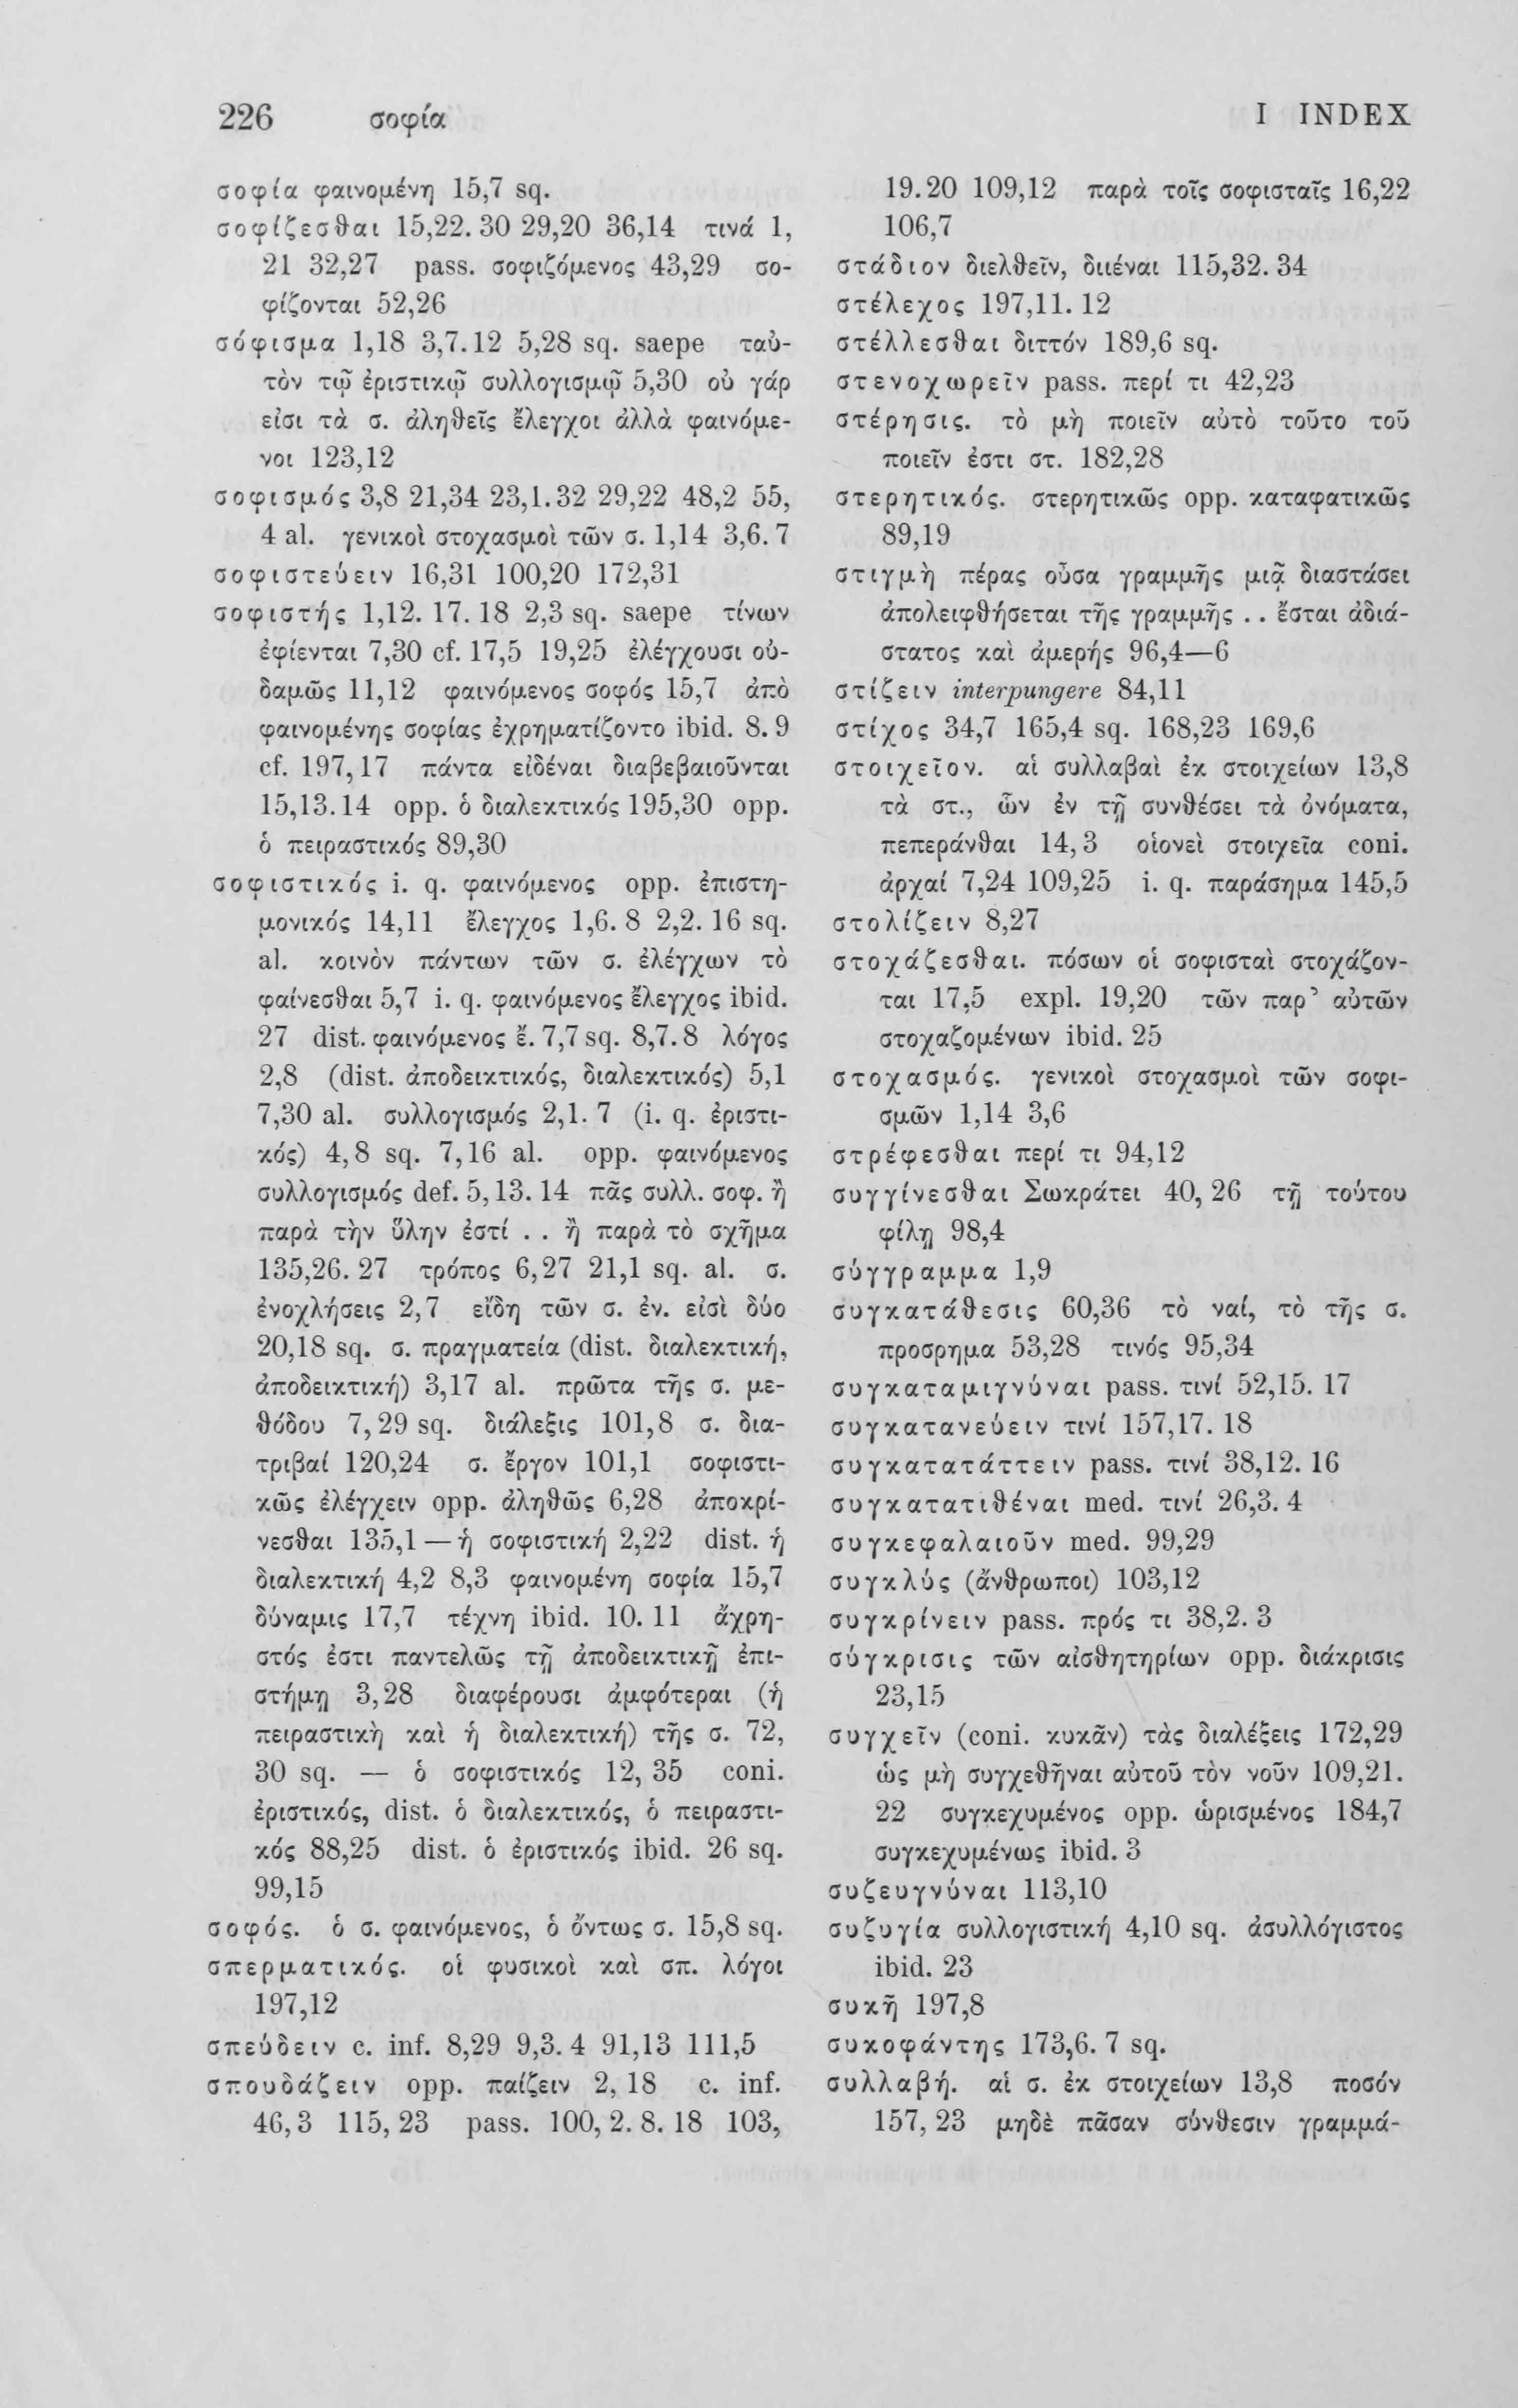 226 σοφία I INDEX
σοφία φαινομένη 15,7 sq.
σοφίζεσθαι 15,22. 30 29,20 36,14 τινά 1,
21 32,27 pass. σοφιζόμενος 43,29 σο-
φίζονται 52,26
σόφισμα 1,18 3,7.12 5,28 sq. saepe ταὐ-
τὸν τῷ ἐριστικῷ συλλογισμῷ 5,30 οὐ γάρ
εἰσι τὰ σ. ἀληθεῖς ἔλεγχοι ἀλλὰ φαινόμε-
νοι 123,12
σοφισμός 3,8 21,34 23,1.32 29,22 48,2 55,
4 al. γενικοὶ στοχασμοὶ τῶν σ. 1,14 3,6. 7
σοφιστεύειν 16,31 100,20 172,31
σοφιστής 1,12. 17. 18 2,3 sq. saepe τίνων
ἐφίενται 7,30 cf. 17,5 19,25 ἐλέγχουσι οὐ-
δαμῶς 11,12 φαινόμενος σοφός 15,7 ἀπὸ
φαινομένης σοφίας ἐχρηματίζοντο ibid. 8. 9
cf. 197,17 πάντα εἰδέναι διαβεβαιοῦνται
15,13.14 opp. ὁ διαλεκτικός 195,30 opp.
ὁ πειραστικός 89,30
σοφιστικός i. q. φαινόμενος opp. ἐπιστη-
μονικός 14,11 ἔλεγχος 1,6. 8 2,2. 16 sq.
al. κοινὸν πάντων τῶν σ. ἐλέγχων τὸ
φαίνεσθαι 5,7 i. q. φαινόμενος ἔλεγχος ibid.
27 dist. φαινόμενος ἔ. 7,7 sq. 8,7. 8 λόγος
2,8 (dist. ἀποδεικτικός, διαλεκτικός) 5,1
7,30 al. συλλογισμός 2,1. 7 (i. q. ἐριστι-
κός) 4,8 sq. 7,16 al. opp. φαινόμενος
συλλογισμός def. 5,13. 14 πᾶς συλλ. σοφ. ἢ
παρὰ τὴν ὕλην ἐστί . . ἢ παρὰ τὸ σχῆμα
135,26. 27 τρόπος 6,27 21,1 sq. al. σ.
ἐνοχλήσεις 2,7 εἴδη τῶν σ. ἐν. εἰσὶ δύο
20,18 sq. σ. πραγματεία (dist. διαλεκτική,
ἀποδεικτική) 3,17 al. πρῶτα τῆς σ. με-
θόδου 7,29 sq. διάλεξις 101,8 σ. δια-
τριβαί 120,24 σ. ἔργον 101,1 σοφιστι-
κῶς ἐλέγχειν opp. ἀληθῶς 6,28 ἀποκρί-
νεσθαι 135,1 — ἡ σοφιστική 2,22 dist. ἡ
διαλεκτική 4,2 8,3 φαινομένη σοφία 15,7
δύναμις 17,7 τέχνη ibid. 10. 11 ἄχρη-
στός ἐστι παντελῶς τῇ ἀποδεικτικῇ ἐπι-
στήμῃ 3,28 διαφέρουσι ἀμφότεραι (ἡ
πειραστικὴ καὶ ἡ διαλεκτική) τῆς σ. 72,
30 sq. — ὁ σοφιστικός 12, 35 coni.
ἐριστικός, dist. ὁ διαλεκτικός, ὁ πειραστι-
κός 88,25 dist. ὁ ἐριστικός ibid. 26 sq.
99,15
σοφός. ὁ σ. φαινόμενος, ὁ ὄντως σ. 15,8 sq.
σπερματικός. οἱ φυσικοὶ καὶ σπ. λόγοι
197,12
σπεύδειν c. inf. 8,29 9,3. 4 91,13 111,5
σπουδάζειν opp. παίζειν 2, 18 c. inf.
46,3 115, 23 pass. 100, 2. 8. 18 103,
19. 20 109,12 παρὰ τοῖς σοφισταῖς 16,22
106,7
στάδιον διελθεῖν, διιέναι 115,32. 34
στέλεχος 197,11. 12
στέλλεσθαι διττόν 189,6 sq.
στενοχωρεῖν pass. περί τι 42,23
στέρησις. τὸ μὴ ποιεῖν αὐτὸ τοῦτο τοῦ
ποιεῖν ἐστι στ. 182,28
στερητικός. στερητικῶς opp. καταφατικῶς
89,19
στιγμὴ πέρας οὖσα γραμμῆς μιᾷ διαστάσει
ἀπολειφθήσεται τῆς γραμμῆς . . ἔσται ἀδιά-
στατος καὶ ἀμερής 96,4—6
στίζειν interpungere 84,11
στίχος 34,7 165,4 sq. 168,23 169,6
στοιχεῖον. αἱ συλλαβαὶ ἐκ στοιχείων 13,8
τὰ στ., ὧν ἐν τῇ συνθέσει τὰ ὀνόματα,
πεπεράνθαι 14, 3 οἱονεὶ στοιχεῖα coni.
ἀρχαί 7,24 109,25 i. q. παράσημα 145,5
στολίζειν 8,27
στοχάζεσθαι. πόσων οἱ σοφισταὶ στοχάζον-
ται 17,5 expl. 19,20 τῶν παρ’ αὐτῶν
στοχαζομένων ibid. 25
στοχασμός. γενικοὶ στοχασμοὶ τῶν σοφι-
σμῶν 1,14 3,6
στρέφεσθαι περί τι 94,12
συγγίνεσθαι Σωκράτει 40, 26 τῇ τούτου
φίλῃ 98,4
σύγγραμμα 1,9
συγκατάθεσις 60,36 τὸ ναί, τὸ τῆς σ.
προσρημα 53,28 τινός 95,34
συγκαταμιγνύναι pass. τινί 52,15. 17
συγκατανεύειν τινί 157,17. 18
συγκατατάττειν pass. τινί 38,12. 16
συγκατατιθέναι med. τινί 26,3. 4
συγκεφαλαιοῦν med. 99,29
συγκλύς (ἄνθρωποι) 103,12
συγκρίνειν pass. πρός τι 38,2. 3
σύγκρισις τῶν αἰσθητηρίων opp. διάκρισις
23,15
συγχεῖν (coni. κυκᾶν) τὰς διαλέξεις 172,29
ὡς μὴ συγχεθῆναι αὐτοῦ τὸν νοῦν 109,21.
22 συγκεχυμένος opp. ὡρισμένος 184,7
συγκεχυμένως ibid. 3
συζευγνύναι 113,10
συζυγία συλλογιστική 4,10 sq. ἀσυλλόγιστος
ibid. 23
συκῆ 197,8
συκοφάντης 173,6. 7 sq.
συλλαβή. αἱ σ. ἐκ στοιχείων 13,8 ποσόν
157, 23 μηδὲ πᾶσαν σύνθεσιν γραμμά-